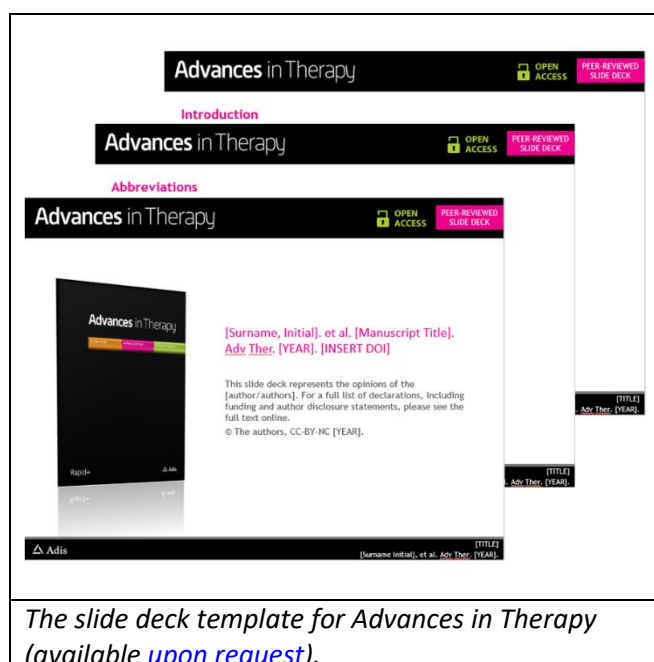 Advances in Therapy
OPEN ACCESS
PEER-REVIEWED SLIDE DECK
Introduction
Advances in Therapy
OPEN ACCESS
PEER-REVIEWED SLIDE DECK
Abbreviations
Advances in Therapy
OPEN ACCESS
PEER-REVIEWED SLIDE DECK
Advances in Therapy
Rapid+
Adis
[Surname, Initial]. et al. [Manuscript Title].
Adv Ther. [YEAR]. [INSERT DOI]
This slide deck represents the opinions of the
[author/authors]. For a full list of declarations, including
funding and author disclosure statements, please see the
full text online.
© The authors, CC-BY-NC [YEAR].
[TITLE]
. Adv Ther. [YEAR].
[TITLE]
. Adv Ther. [YEAR].
Adis
[TITLE]
[Surname Initial], et al. Adv Ther. [YEAR].
The slide deck template for Advances in Therapy
(available upon request).